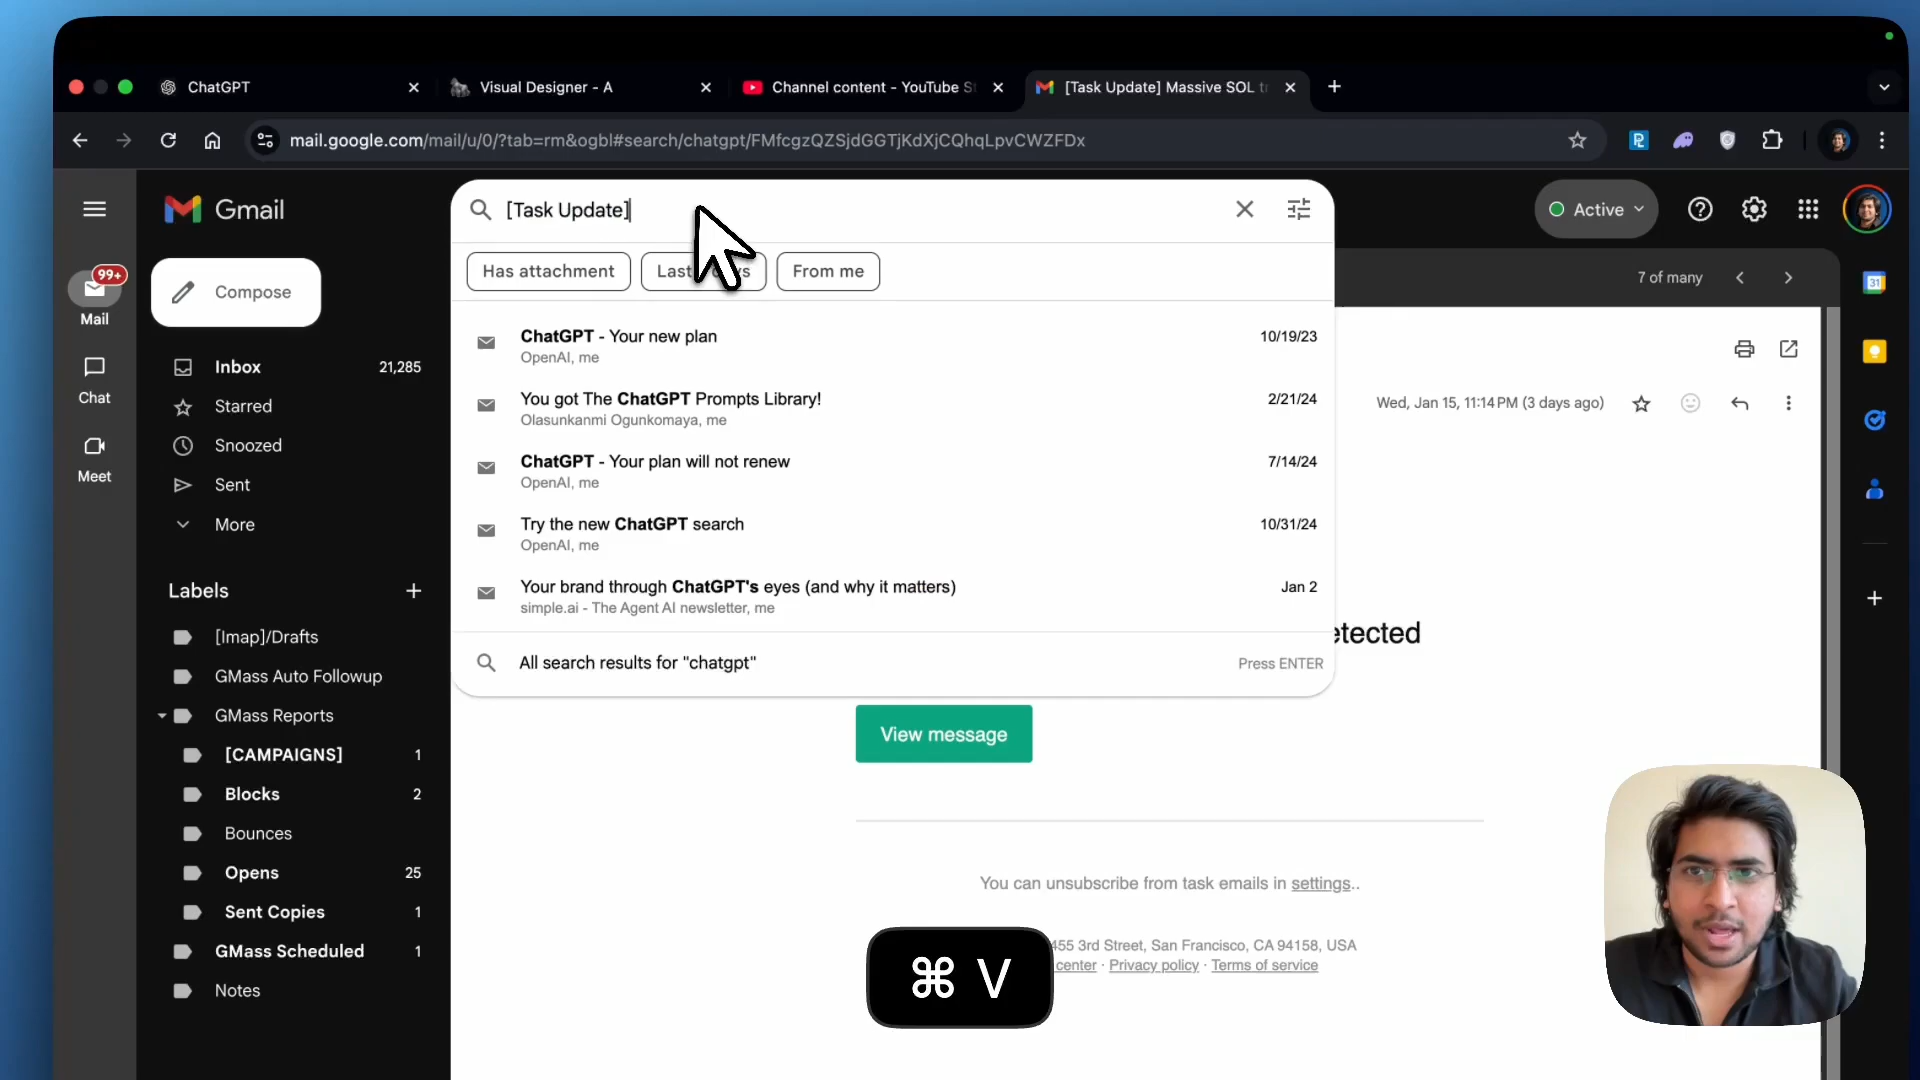 ChatGPT
Visual Designer - A
Channel content - YouTube St
[Task Update] Massive SOL tr
mail.google.com/mail/u/0/?tab=rm&ogbl#search/chatgpt/FMfcgzQZSjdGGTjKdXjCQhqLpvCWZFDx
Gmail
[Task Update]
Active
Has attachment
Last
ys
From me
7 of many
99+
Mail
Compose
31
Chat
Meet
Inbox 21,285
Starred
Snoozed
Sent
More
ChatGPT - Your new plan 10/19/23
OpenAI, me
You got The ChatGPT Prompts Library! 2/21/24
Olasunkanmi Ogunkomaya, me
ChatGPT - Your plan will not renew 7/14/24
OpenAI, me
Try the new ChatGPT search 10/31/24
OpenAI, me
Your brand through ChatGPT's eyes (and why it matters) Jan 2
simple.ai - The Agent AI newsletter, me
All search results for "chatgpt" Press ENTER
Wed, Jan 15, 11:14 PM (3 days ago)
etected
Labels
[Imap]/Drafts
GMass Auto Followup
GMass Reports
[CAMPAIGNS] 1
Blocks 2
Bounces
Opens 25
Sent Copies 1
GMass Scheduled 1
Notes
View message
You can unsubscribe from task emails in settings..
455 3rd Street, San Francisco, CA 94158, USA
center · Privacy policy · Terms of service
⌘ V